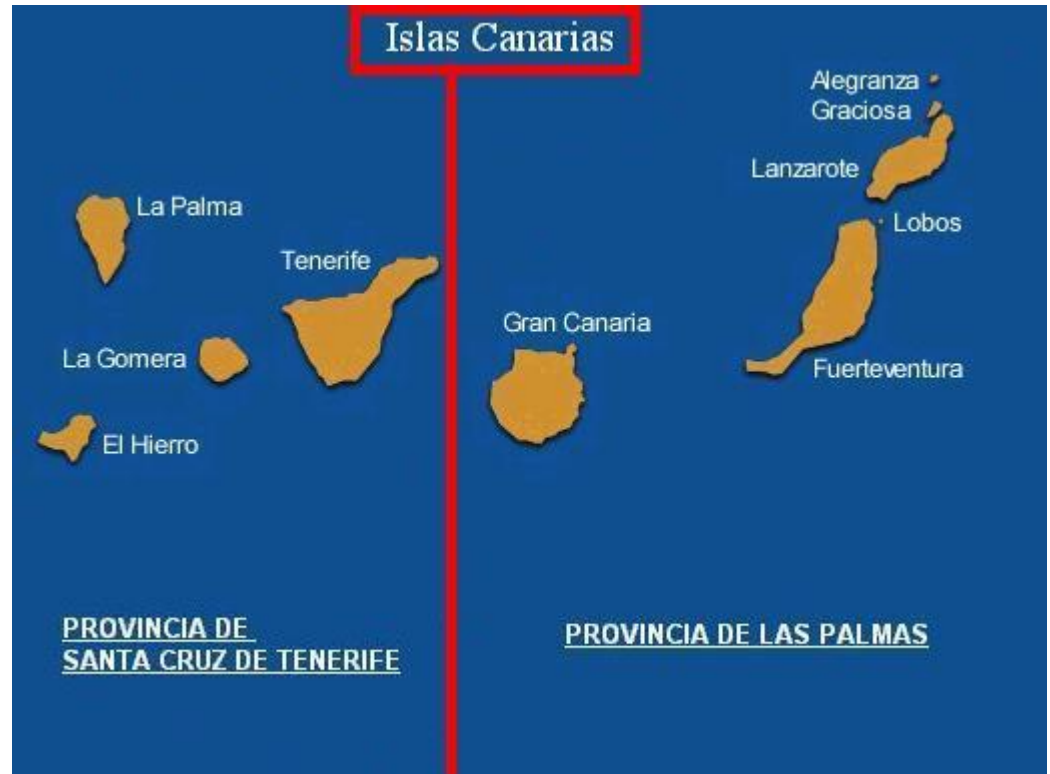 Islas Canarias
Alegranza
Graciosa
Lanzarote
La Palma
Lobos
Tenerife
Gran Canaria
La Gomera
Fuerteventura
El Hierro
PROVINCIA DE
SANTA CRUZ DE TENERIFE
PROVINCIA DE LAS PALMAS